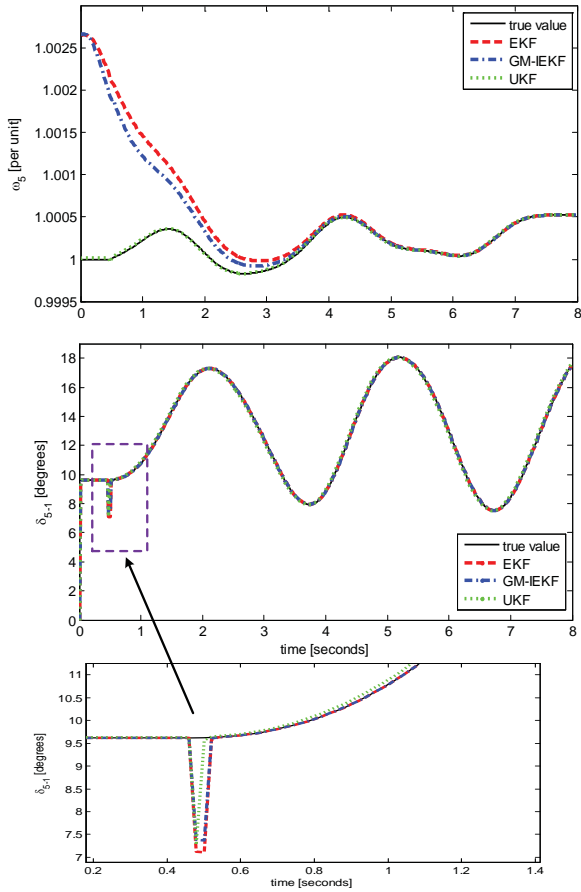 true value
EKF
GM-IEKF
UKF
ω5 [per unit]
1.003
1.0025
1.002
1.0015
1.001
1.0005
1
0.9995
0 1 2 3 4 5 6 7 8
δ5-1 [degrees]
18
16
14
12
10
8
6
4
2
0
true value
EKF
GM-IEKF
UKF
0 1 2 3 4 5 6 7 8
time [seconds]
δ5-1 [degrees]
11
10.5
10
9.5
9
8.5
8
7.5
7
0.2 0.4 0.6 0.8 1 1.2 1.4
time [seconds]